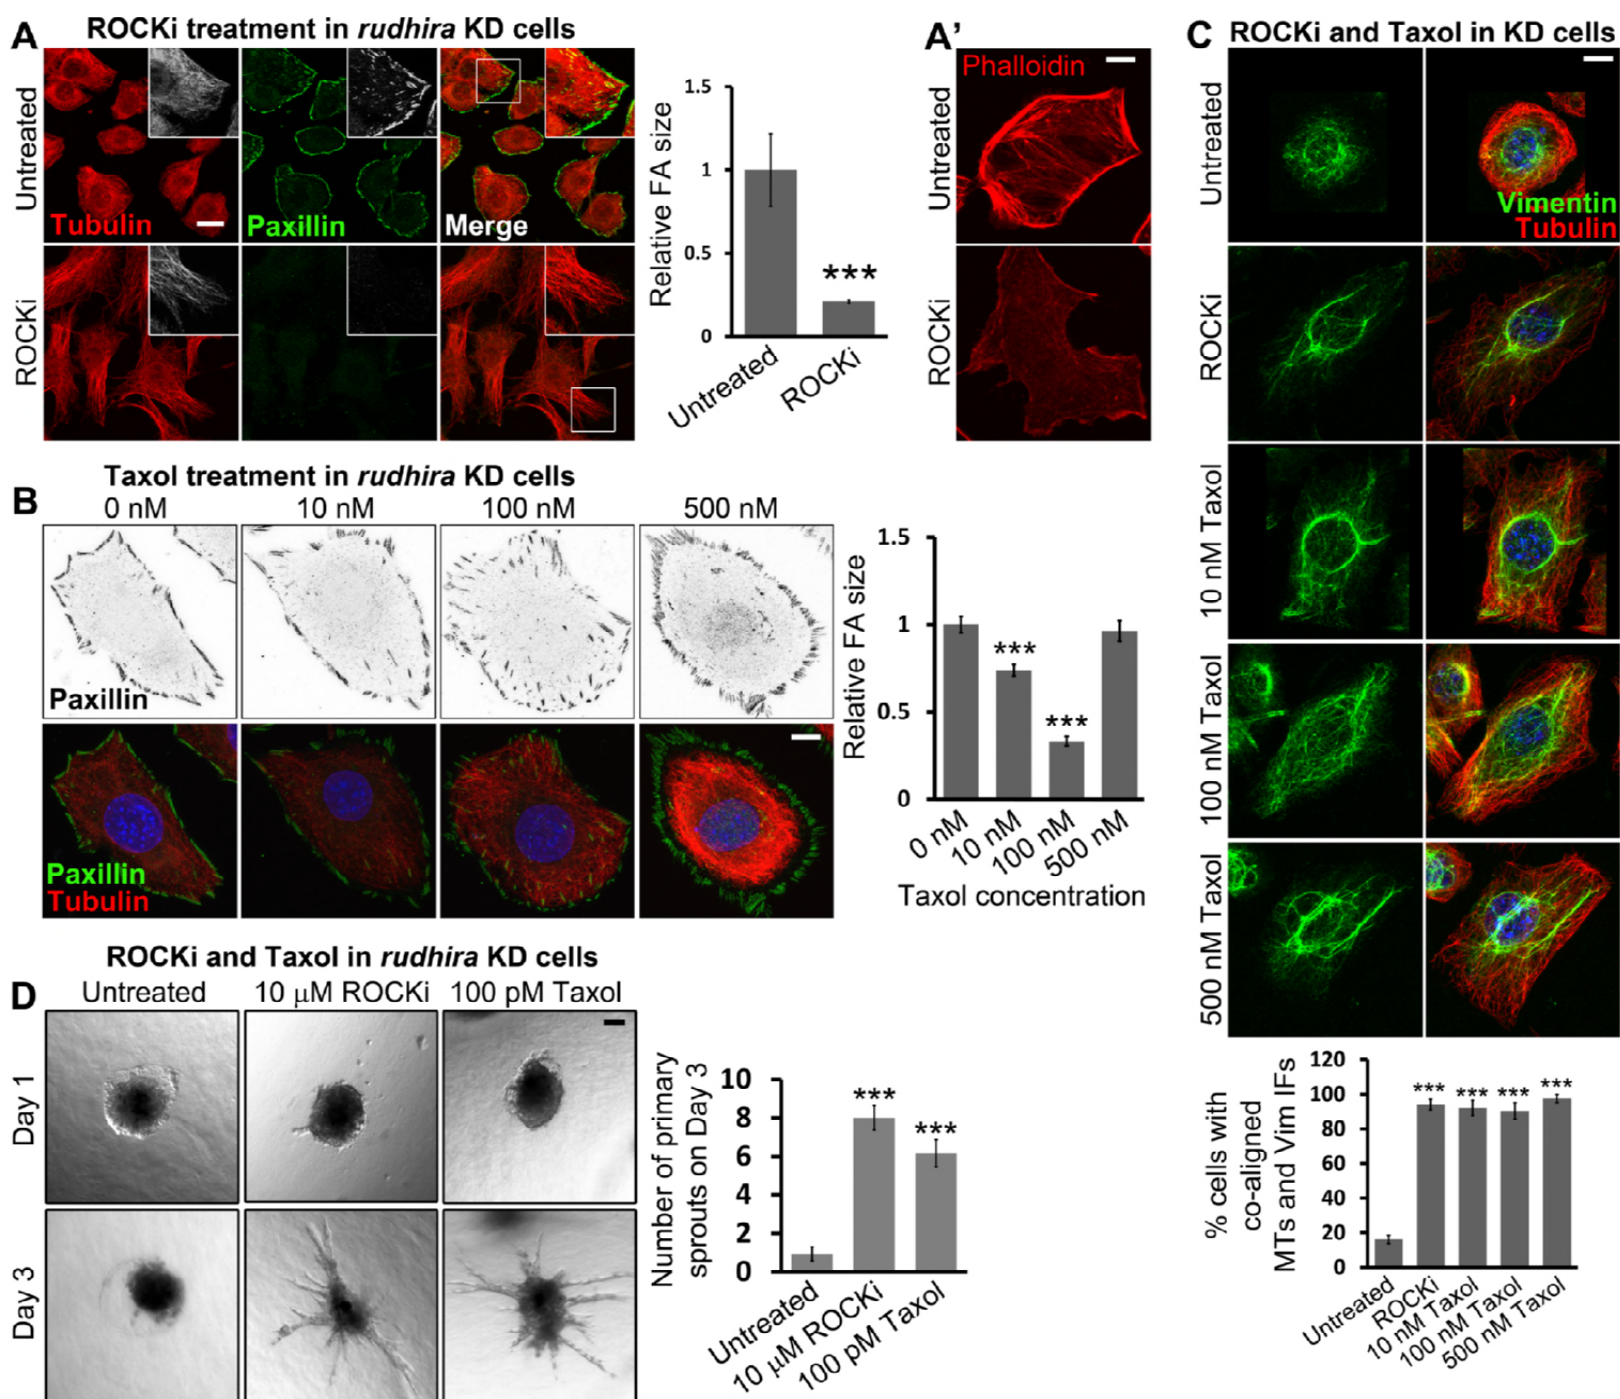 A
ROCKi treatment in rudhira KD cells
Untreated
Tubulin
Paxillin
Merge
ROCKi
Relative FA size
1.5
1
0.5
0
***
Untreated
ROCKi
A'
Phalloidin
Untreated
ROCKi
C
ROCKi and Taxol in KD cells
Untreated
Vimentin
Tubulin
ROCKi
10 nM Taxol
100 nM Taxol
500 nM Taxol
% cells with
co-aligned
MTs and Vim IFs
120
100
80
60
40
20
0
***
***
***
***
Untreated
ROCKi
10 nM Taxol
100 nM Taxol
500 nM Taxol
B
Taxol treatment in rudhira KD cells
0 nM
10 nM
100 nM
500 nM
Paxillin
Paxillin
Tubulin
Relative FA size
1.5
1
0.5
0
***
***
0 nM
10 nM
100 nM
500 nM
Taxol concentration
D
ROCKi and Taxol in rudhira KD cells
Untreated
10 μM ROCKi
100 pM Taxol
Day 1
Day 3
Number of primary
sprouts on Day 3
10
8
6
4
2
0
***
***
Untreated
10 μM ROCKi
100 pM Taxol